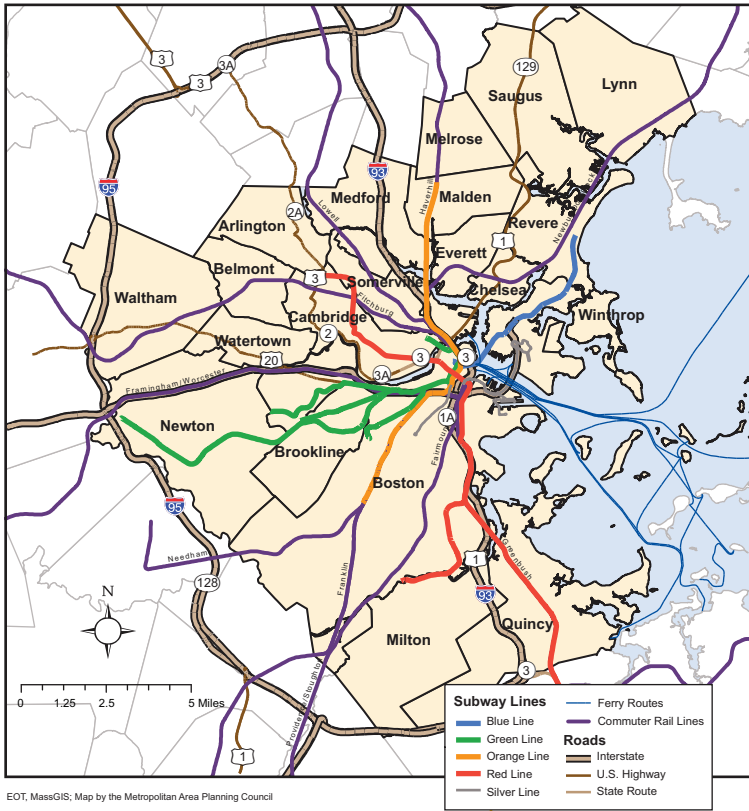 3
3
3A
129
Lynn
Saugus
Melrose
93
95
Medford
Malden
Haverhill
Lowell
2A
Arlington
Revere
1
Everett
Belmont
3
Somerville
Chelsea
Waltham
Fitchburg
Winthrop
Cambridge
2
Watertown
20
3
3
3A
Framingham/Worcester
Newton
1A
Fairmount
Brookline
Boston
95
Needham
128
Franklin
Greenbush
1
93
N
Milton
Quincy
3
Providence/Stoughton
0 1.25 2.5 5 Miles
1
Subway Lines
Blue Line
Green Line
Orange Line
Red Line
Silver Line
Ferry Routes
Commuter Rail Lines
Roads
Interstate
U.S. Highway
State Route
EOT, MassGIS; Map by the Metropolitan Area Planning Council